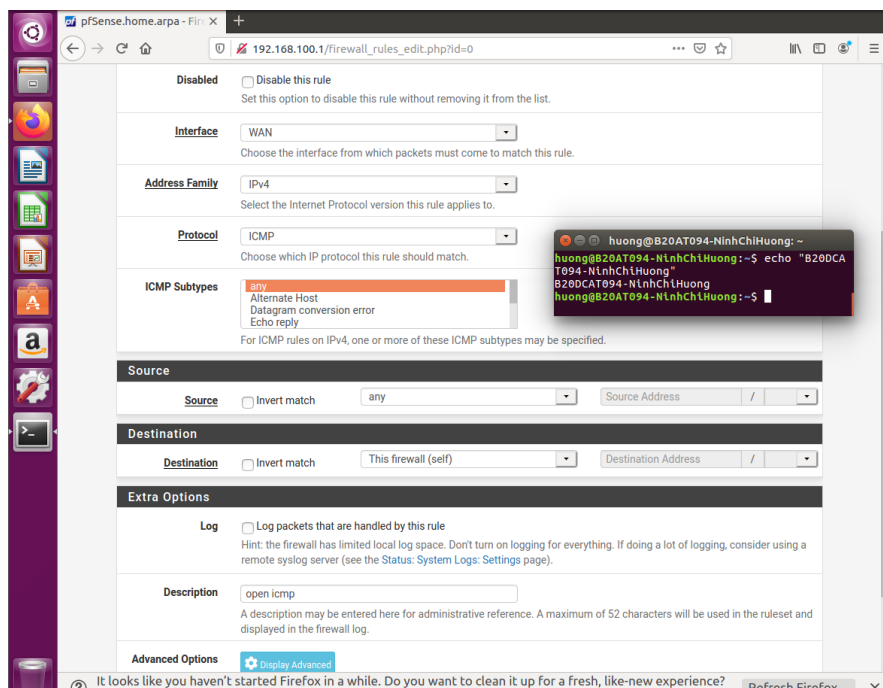 pfSense.home.arpa - Fir
192.168.100.1/firewall_rules_edit.php?id=0
Disabled
Disable this rule
Set this option to disable this rule without removing it from the list.
Interface
WAN
Choose the interface from which packets must come to match this rule.
Address Family
IPv4
Select the Internet Protocol version this rule applies to.
Protocol
ICMP
Choose which IP protocol this rule should match.
ICMP Subtypes
any
Alternate Host
Datagram conversion error
Echo reply
For ICMP rules on IPv4, one or more of these ICMP subtypes may be specified.
huong@B20AT094-NinhChiHuong: ~
huong@B20AT094-NinhChiHuong:~$ echo "B20DCA
T094-NinhChiHuong"
B20DCAT094-NinhChiHuong
huong@B20AT094-NinhChiHuong:~$
Source
Source
Invert match
any
Source Address
/
Destination
Destination
Invert match
This firewall (self)
Destination Address
/
Extra Options
Log
Log packets that are handled by this rule
Hint: the firewall has limited local log space. Don't turn on logging for everything. If doing a lot of logging, consider using a
remote syslog server (see the Status: System Logs: Settings page).
Description
open icmp
A description may be entered here for administrative reference. A maximum of 52 characters will be used in the ruleset and
displayed in the firewall log.
Advanced Options
Display Advanced
It looks like you haven't started Firefox in a while. Do you want to clean it up for a fresh, like-new experience?
Refresh Firefox